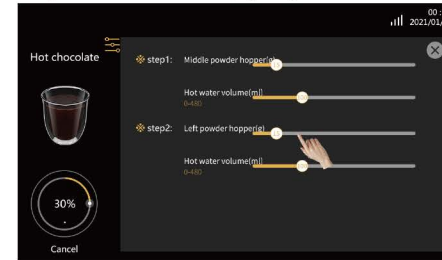 00 :
2021/01/
Hot chocolate
step1:
Middle powder hopper(g)
Hot water volume(ml)
0-480
step2:
Left powder hopper(g)
Hot water volume(ml)
0-480
30%
Cancel